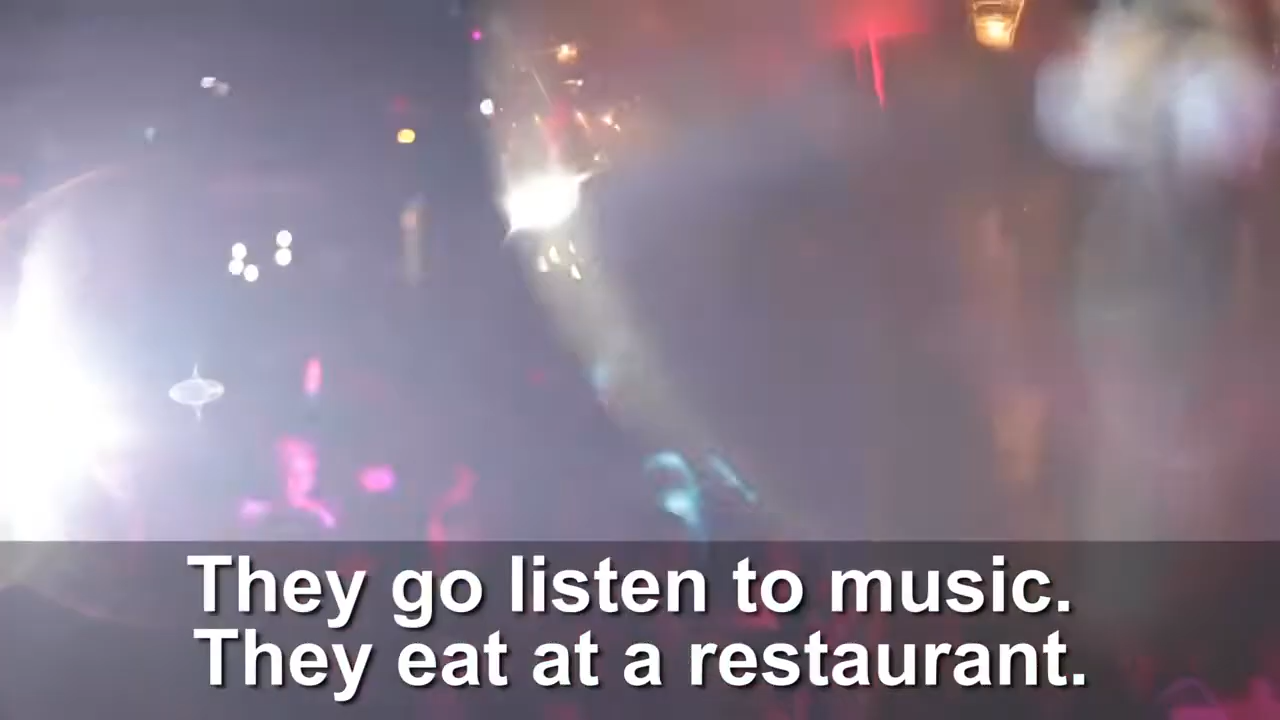 They go listen to music.
They eat at a restaurant.